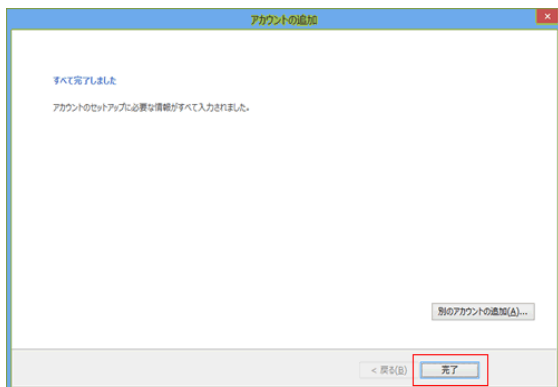 アカウントの追加
すべて完了しました
アカウントのセットアップに必要な情報がすべて入力されました。
別のアカウントの追加(A)...
< 戻る(B)
完了